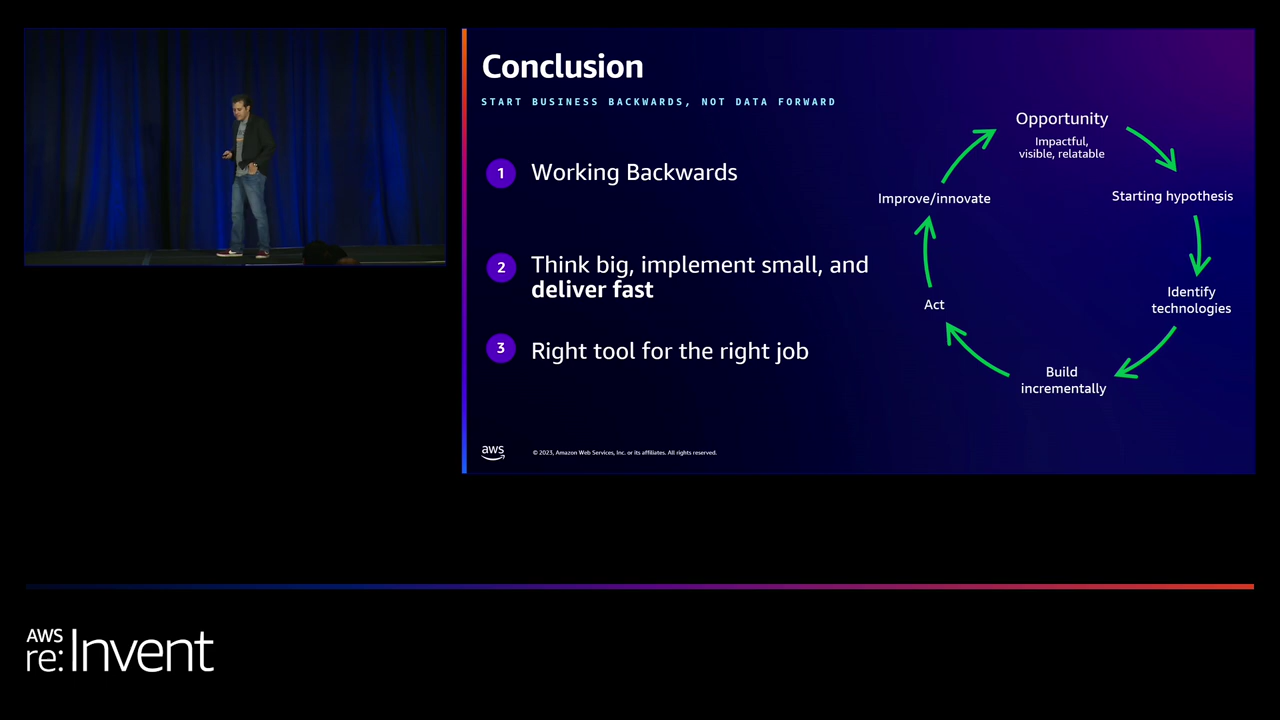 Conclusion
START BUSINESS BACKWARDS, NOT DATA FORWARD
1 Working Backwards
2 Think big, implement small, and
deliver fast
3 Right tool for the right job
Opportunity
Impactful,
visible, relatable
Starting hypothesis
Identify
technologies
Build
incrementally
Act
Improve/innovate
aws
© 2023, Amazon Web Services, Inc. or its affiliates. All rights reserved.
AWS
re:Invent